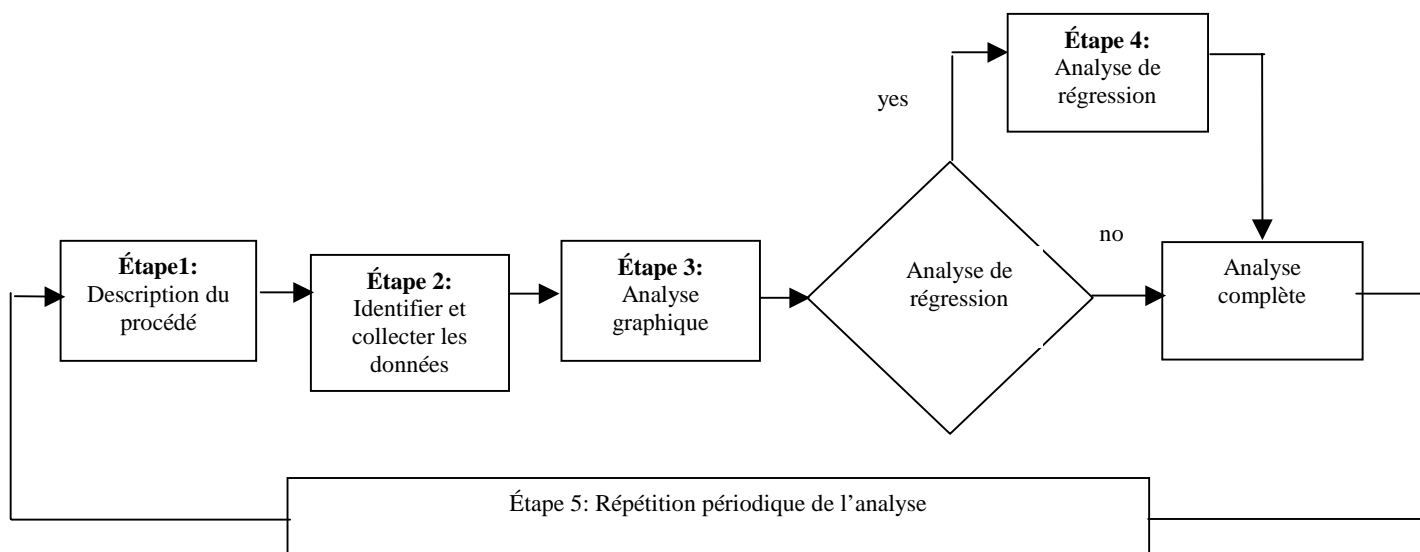 Étape1:
Description du
procédé
Étape 2:
Identifier et
collecter les
données
Étape 3:
Analyse
graphique
Analyse de
régression
yes
no
Étape 4:
Analyse de
régression
Analyse
complète
Étape 5: Répétition périodique de l’analyse